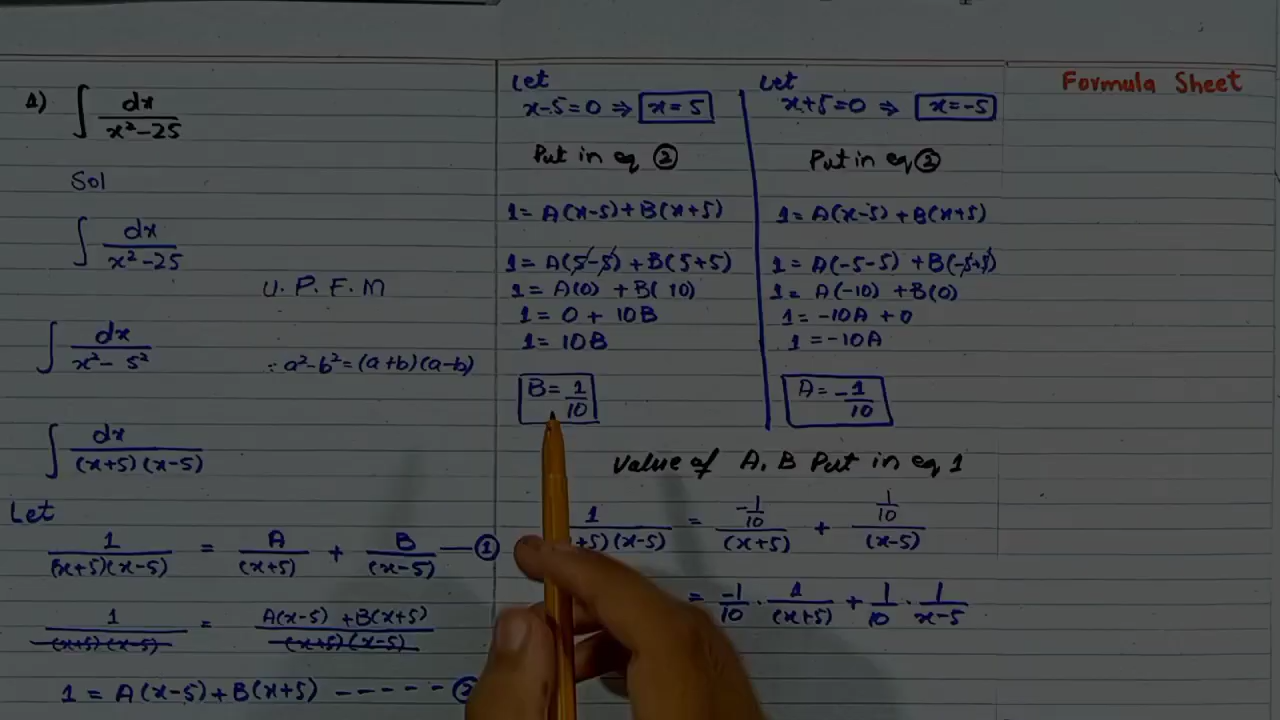 1) ∫ dx / x²-25
Sol
∫ dx / x²-25
U. P. F. M
∫ dx / x² - 5² ∵ a²-b²=(a+b)(a-b)
∫ dx / (x+5)(x-5)
Let
1 / (x+5)(x-5) = A / (x+5) + B / (x-5) — ①
1 / (x+5)(x-5) = A(x-5)+B(x+5) / (x+5)(x-5)
1 = A(x-5)+B(x+5) ----- ②
Let
x-5=0 ⇒ x=5
Put in eq ②
1=A(x-5)+B(x+5)
1=A(5-5)+B(5+5)
1=A(0)+B(10)
1= 0 + 10B
1= 10B
B= 1/10
Let
x+5=0 ⇒ x=-5
Put in eq ②
1=A(x-5)+B(x+5)
1=A(-5-5)+B(-5+5)
1= A(-10)+B(0)
1= -10A +0
1=-10A
A= -1/10
Value of A, B Put in eq 1
1 / +5)(x-5) = -1/10 / (x+5) + 1/10 / (x-5)
= -1/10 . 1/(x+5) + 1/10 . 1/x-5
Formula Sheet